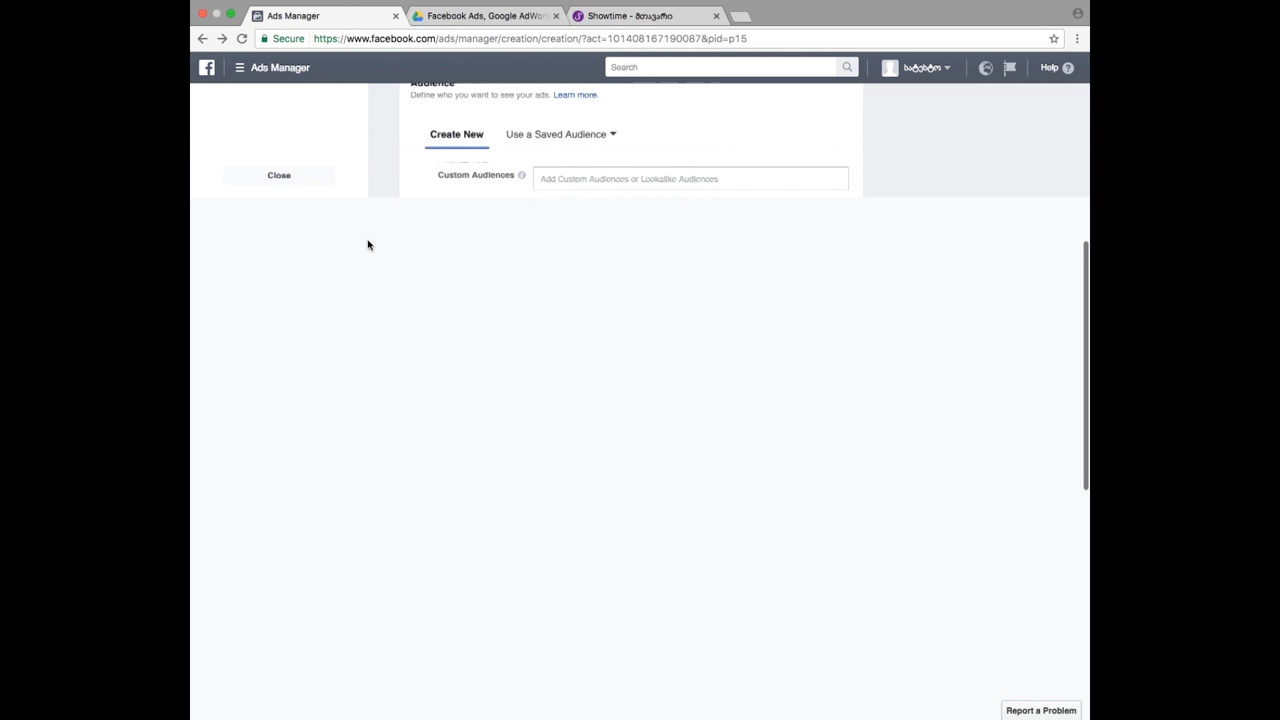 Ads Manager
Facebook Ads, Google AdWor
Showtime - მთავარი
Secure
https://www.facebook.com/ads/manager/creation/creation/?act=101408167190087&pid=p15
Ads Manager
Search
სატესტო
Help
Audience
Define who you want to see your ads. Learn more.
Create New
Use a Saved Audience
Custom Audiences
Add Custom Audiences or Lookalike Audiences
Close
Report a Problem